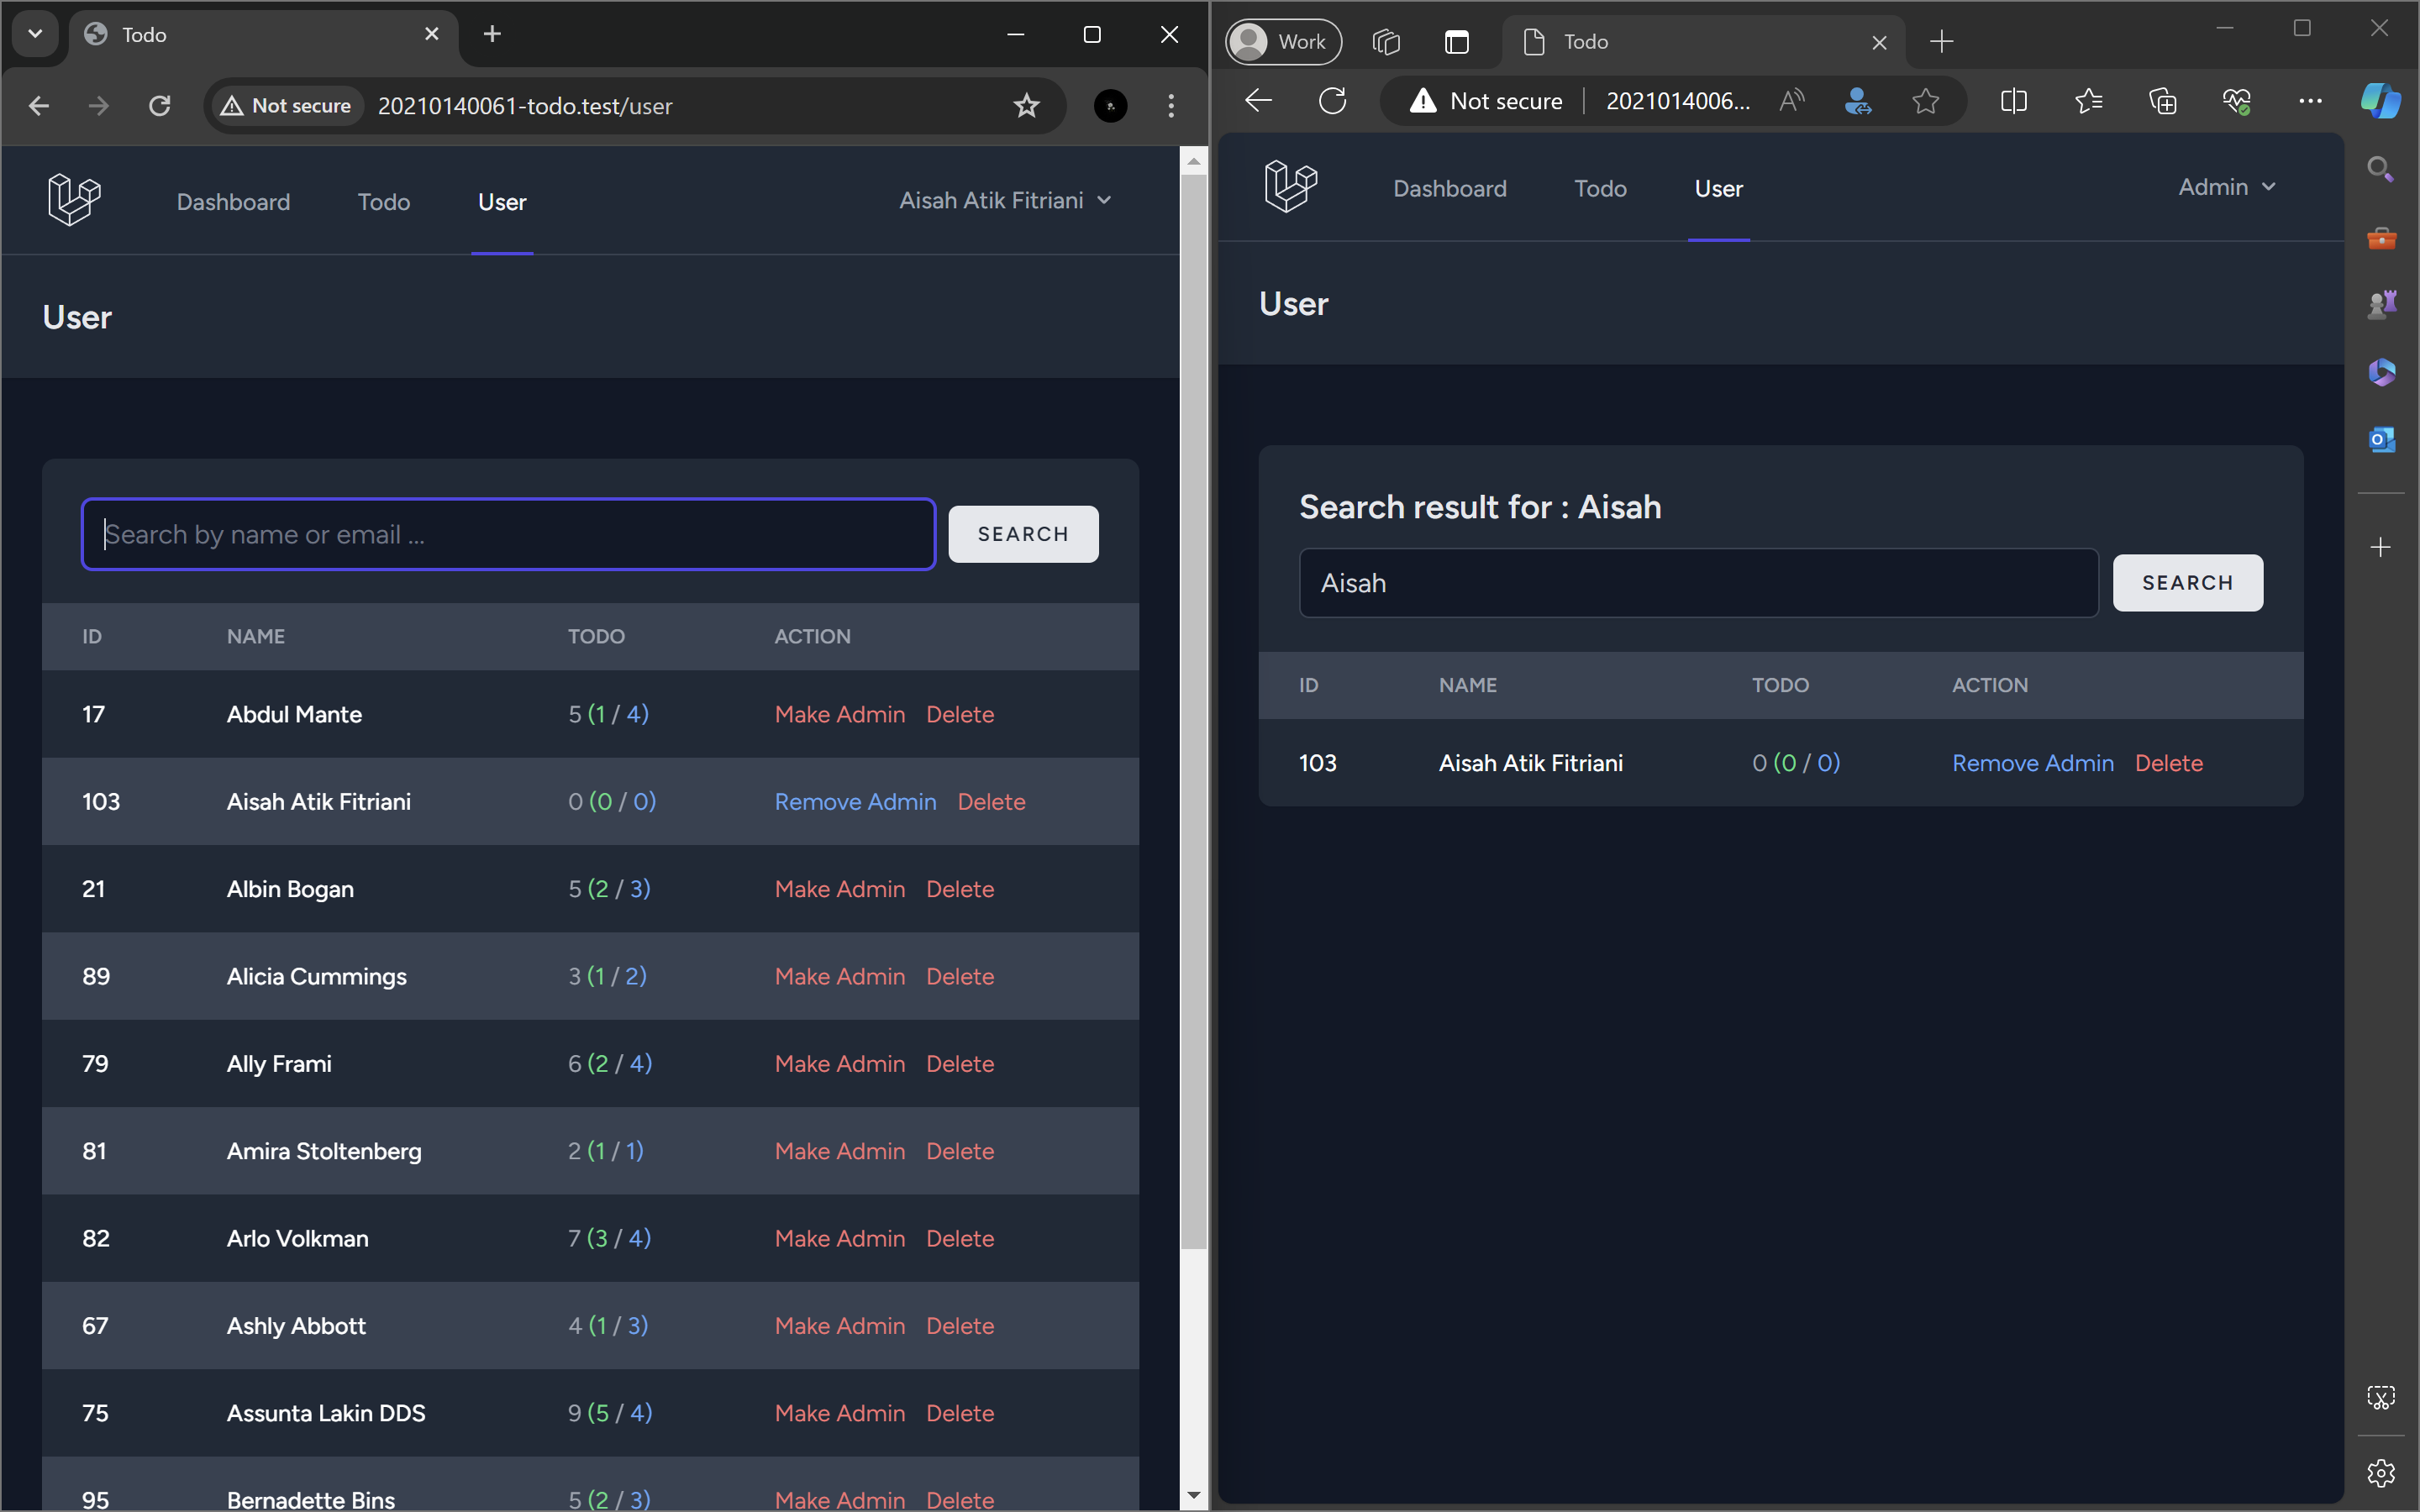 Todo
Not secure
20210140061-todo.test/user
Dashboard
Todo
User
Aisah Atik Fitriani
User
Search by name or email ...
SEARCH
ID NAME TODO ACTION
17 Abdul Mante 5 (1 / 4) Make Admin Delete
103 Aisah Atik Fitriani 0 (0 / 0) Remove Admin Delete
21 Albin Bogan 5 (2 / 3) Make Admin Delete
89 Alicia Cummings 3 (1 / 2) Make Admin Delete
79 Ally Frami 6 (2 / 4) Make Admin Delete
81 Amira Stoltenberg 2 (1 / 1) Make Admin Delete
82 Arlo Volkman 7 (3 / 4) Make Admin Delete
67 Ashly Abbott 4 (1 / 3) Make Admin Delete
75 Assunta Lakin DDS 9 (5 / 4) Make Admin Delete
95 Bernadette Bins 5 (2 / 3) Make Admin Delete
Work
Todo
Not secure
2021014006...
Dashboard
Todo
User
Admin
User
Search result for : Aisah
Aisah
SEARCH
ID NAME TODO ACTION
103 Aisah Atik Fitriani 0 (0 / 0) Remove Admin Delete